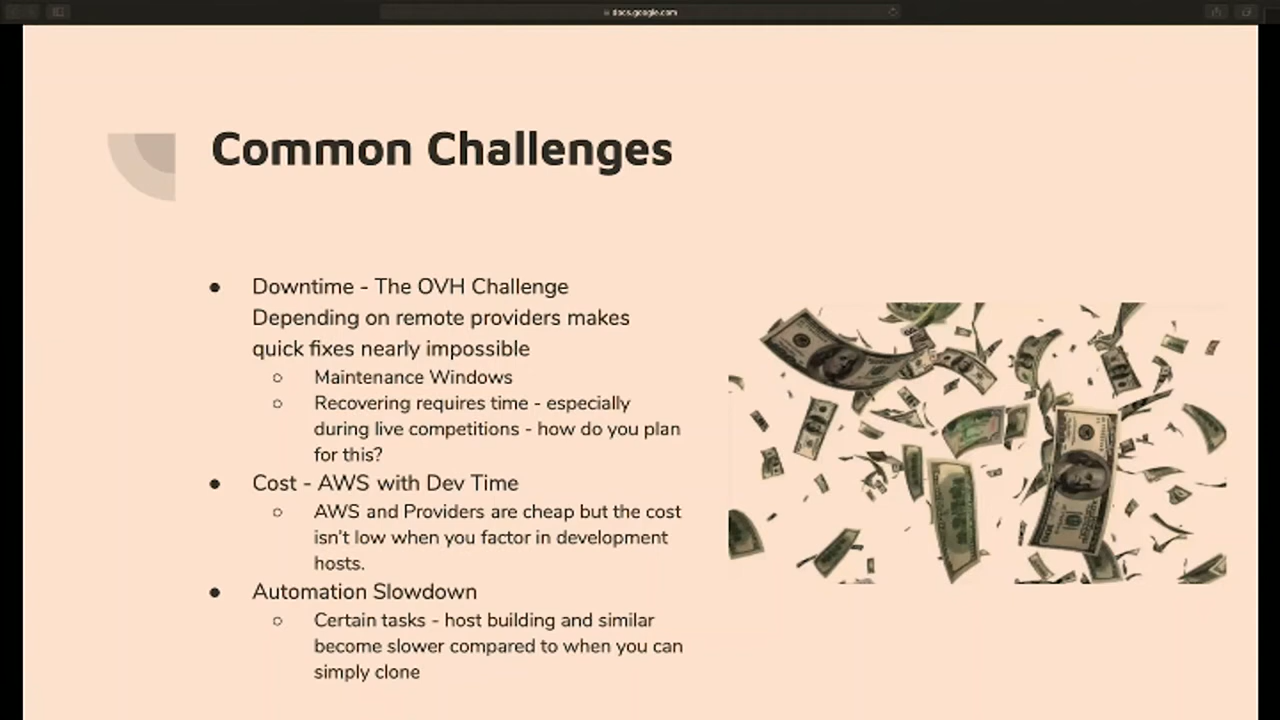 docs.google.com
Common Challenges
● Downtime - The OVH Challenge
Depending on remote providers makes
quick fixes nearly impossible
○ Maintenance Windows
○ Recovering requires time - especially
during live competitions - how do you plan
for this?
● Cost - AWS with Dev Time
○ AWS and Providers are cheap but the cost
isn't low when you factor in development
hosts.
● Automation Slowdown
○ Certain tasks - host building and similar
become slower compared to when you can
simply clone